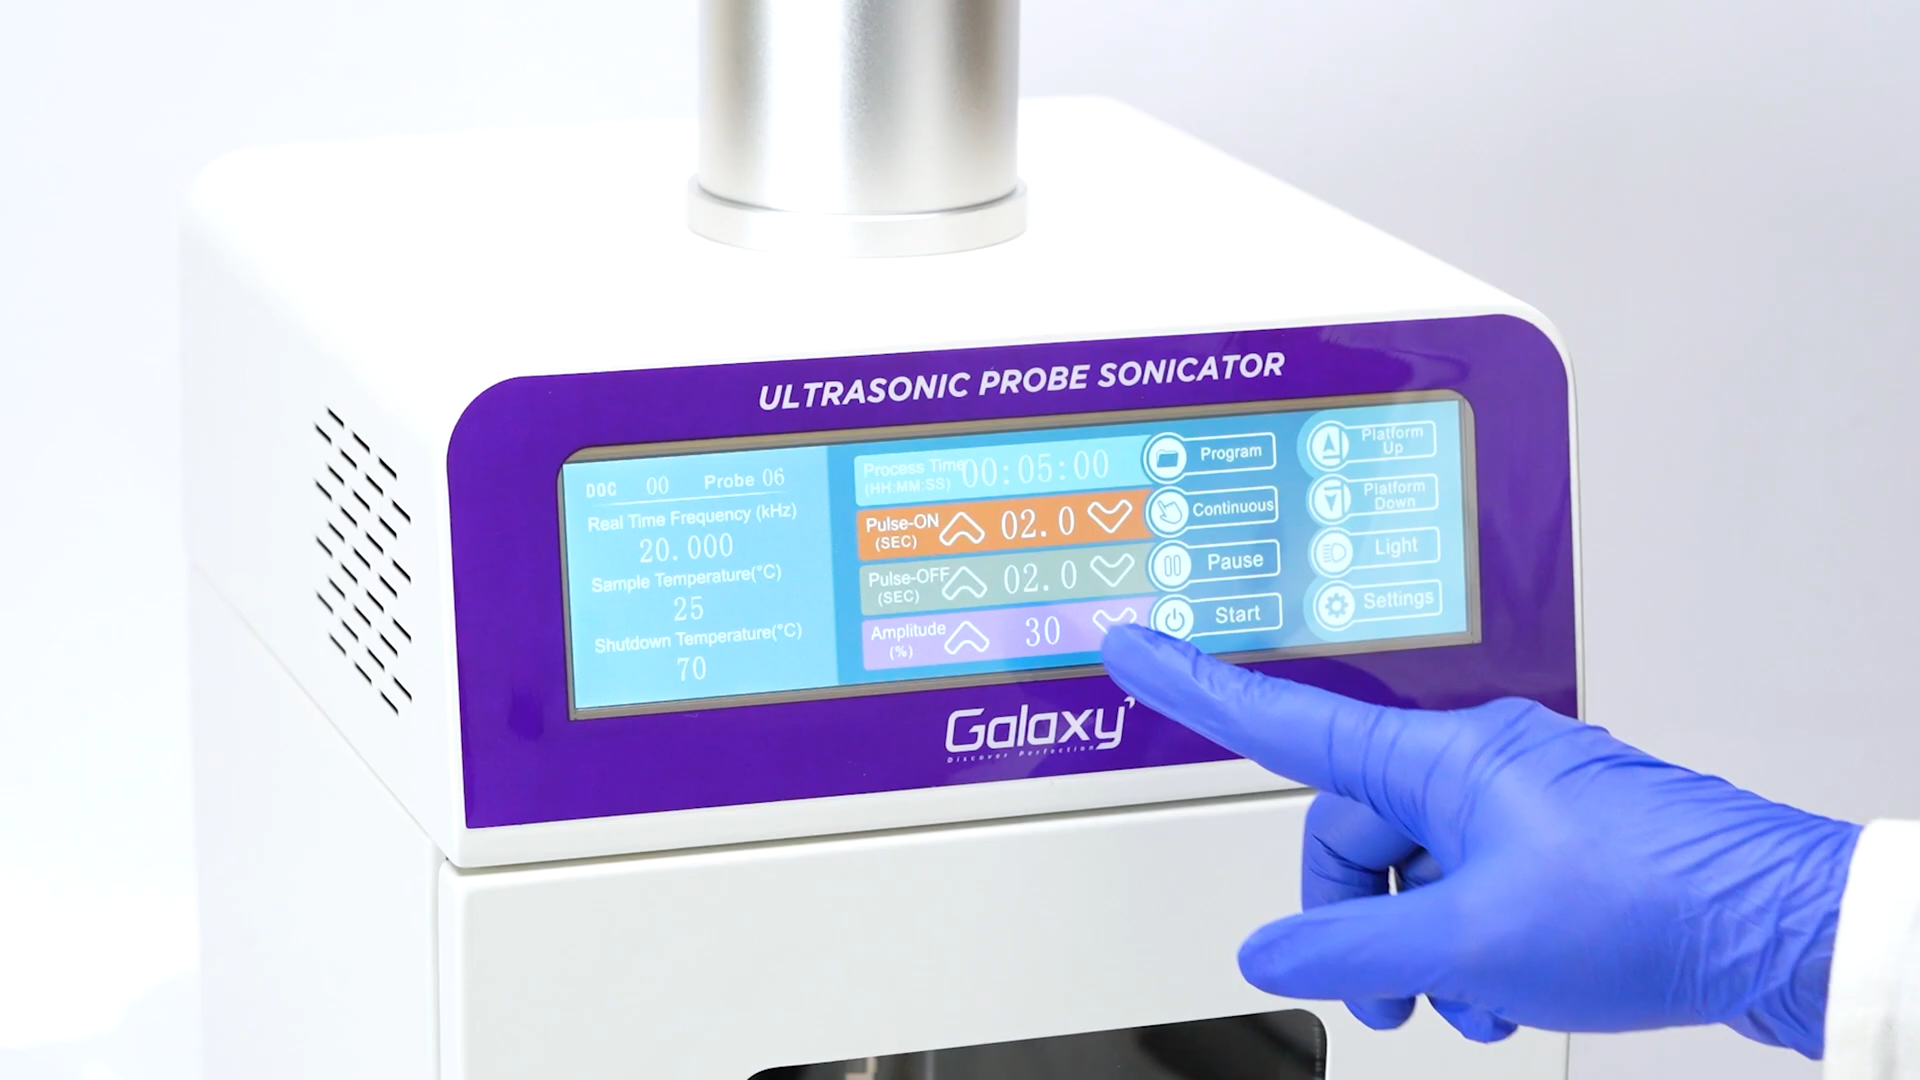 ULTRASONIC PROBE SONICATOR
DOC 00 Probe 06
Real Time Frequency (kHz)
20.000
Sample Temperature(°C)
25
Shutdown Temperature(°C)
70
Process Time
(HH:MM:SS)
00:05:00
Pulse-ON
(SEC)
02.0
Pulse-OFF
(SEC)
02.0
Amplitude
(%)
30
Program
Continuous
Pause
Start
Platform
Up
Platform
Down
Light
Settings
Galaxy
Discover Perfection